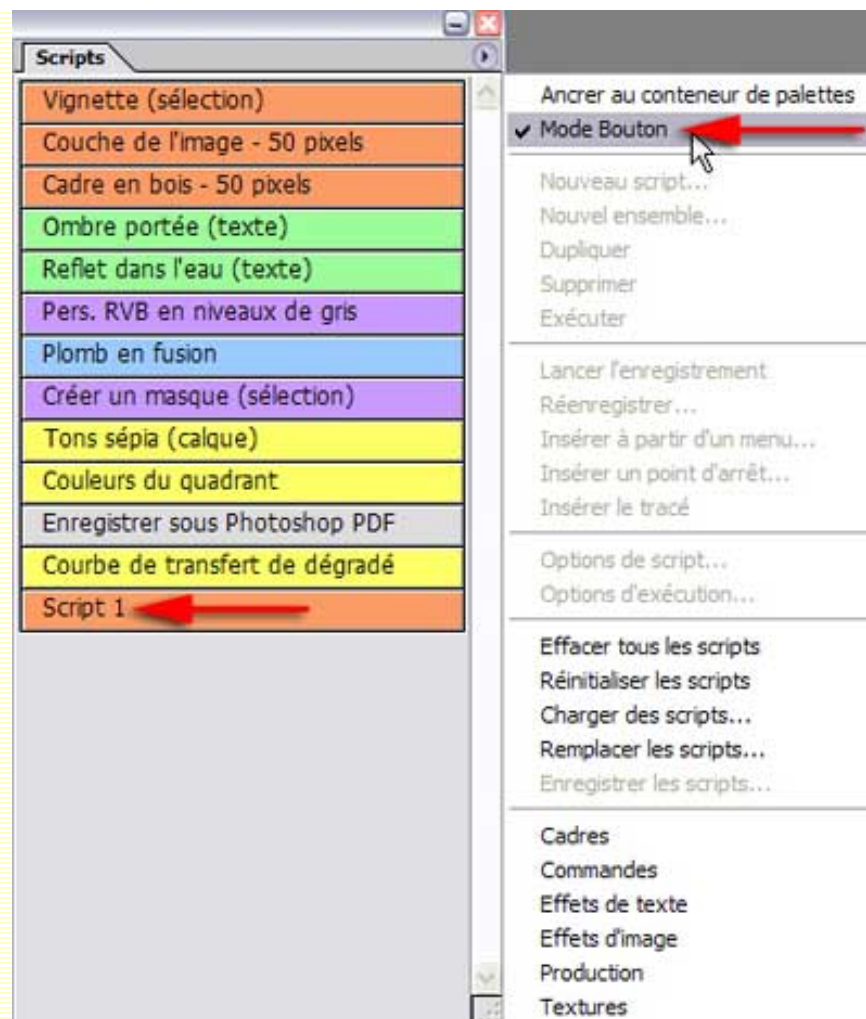 Scripts
Vignette (sélection)
Couche de l'image - 50 pixels
Cadre en bois - 50 pixels
Ombre portée (texte)
Reflet dans l'eau (texte)
Pers. RVB en niveaux de gris
Plomb en fusion
Créer un masque (sélection)
Tons sépia (calque)
Couleurs du quadrant
Enregistrer sous Photoshop PDF
Courbe de transfert de dégradé
Script 1
Ancrer au conteneur de palettes
Mode Bouton
Nouveau script...
Nouvel ensemble...
Dupliquer
Supprimer
Exécuter
Lancer l'enregistrement
Réenregistrer...
Insérer à partir d'un menu...
Insérer un point d'arrêt...
Insérer le tracé
Options de script...
Options d'exécution...
Effacer tous les scripts
Réinitialiser les scripts
Charger des scripts...
Remplacer les scripts...
Enregistrer les scripts...
Cadres
Commandes
Effets de texte
Effets d'image
Production
Textures